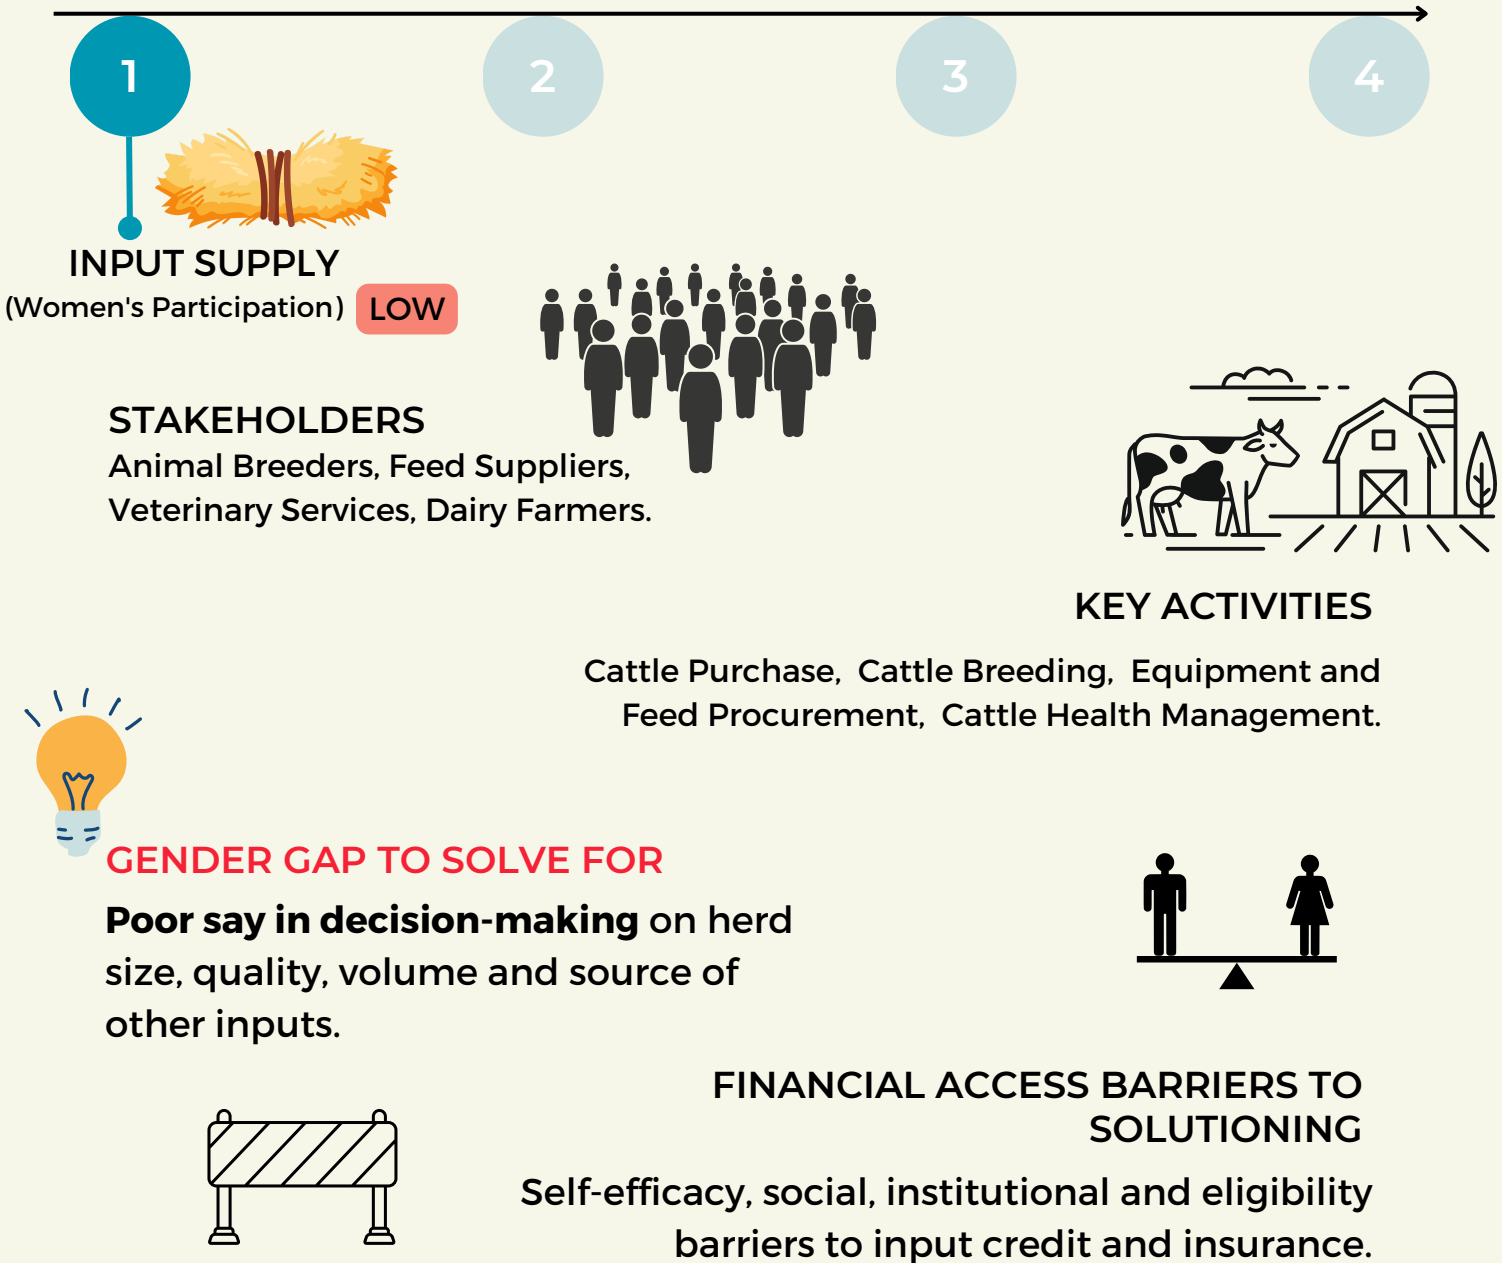 1
2
3
4
INPUT SUPPLY
(Women's Participation) LOW
STAKEHOLDERS
Animal Breeders, Feed Suppliers,
Veterinary Services, Dairy Farmers.
KEY ACTIVITIES
Cattle Purchase, Cattle Breeding, Equipment and
Feed Procurement, Cattle Health Management.
GENDER GAP TO SOLVE FOR
Poor say in decision-making on herd
size, quality, volume and source of
other inputs.
FINANCIAL ACCESS BARRIERS TO
SOLUTIONING
Self-efficacy, social, institutional and eligibility
barriers to input credit and insurance.